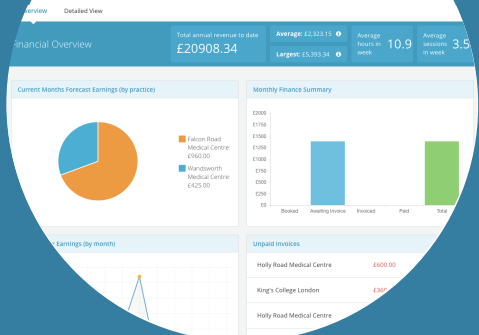 Detailed View
Financial Overview
Total annual revenue to date
£20908.34
Average: £2,323.15
Largest: £5,393.34
Average
hours in
week
10.9
Average
sessions
in week
3.5
Current Months Forecast Earnings (by practice)
Falcon Road
Medical Centre
£960.00
Wandsworth
Medical Centre
£425.00
Monthly Finance Summary
£2000
£1750
£1500
£1250
£1000
£750
£500
£250
£0
Booked
Awaiting Invoice
Invoiced
Paid
Total
Earnings (by month)
Unpaid Invoices
Holly Road Medical Centre
£600.00
King's College London
Holly Road Medical Centre